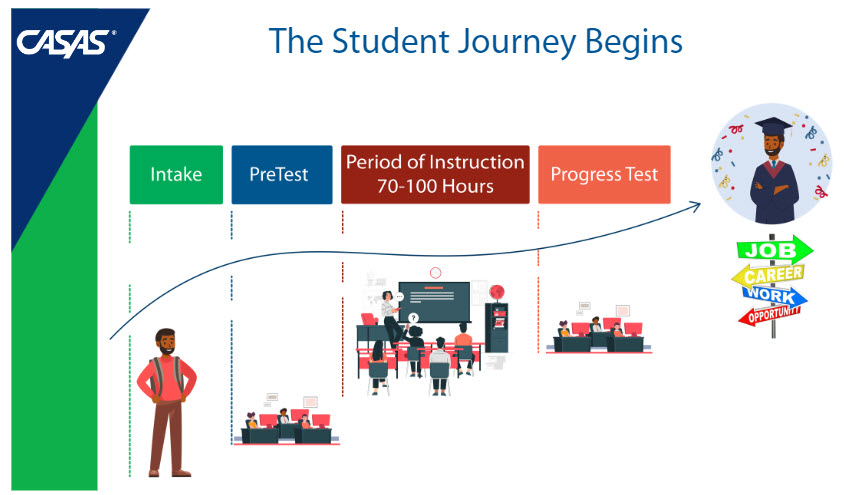 CASAS®
The Student Journey Begins
Intake
PreTest
Period of Instruction
70-100 Hours
Progress Test
?
JOB
CAREER
WORK
OPPORTUNITY